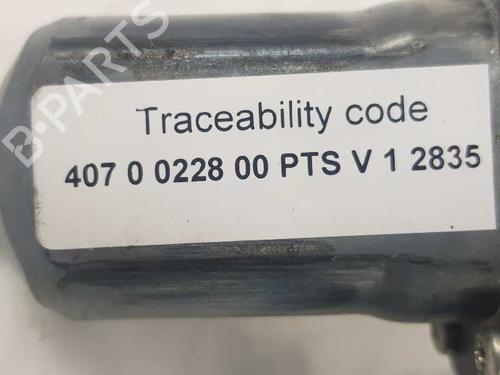 B-PARTS
Traceability code
407 0 0228 00 PTS V 1 2835